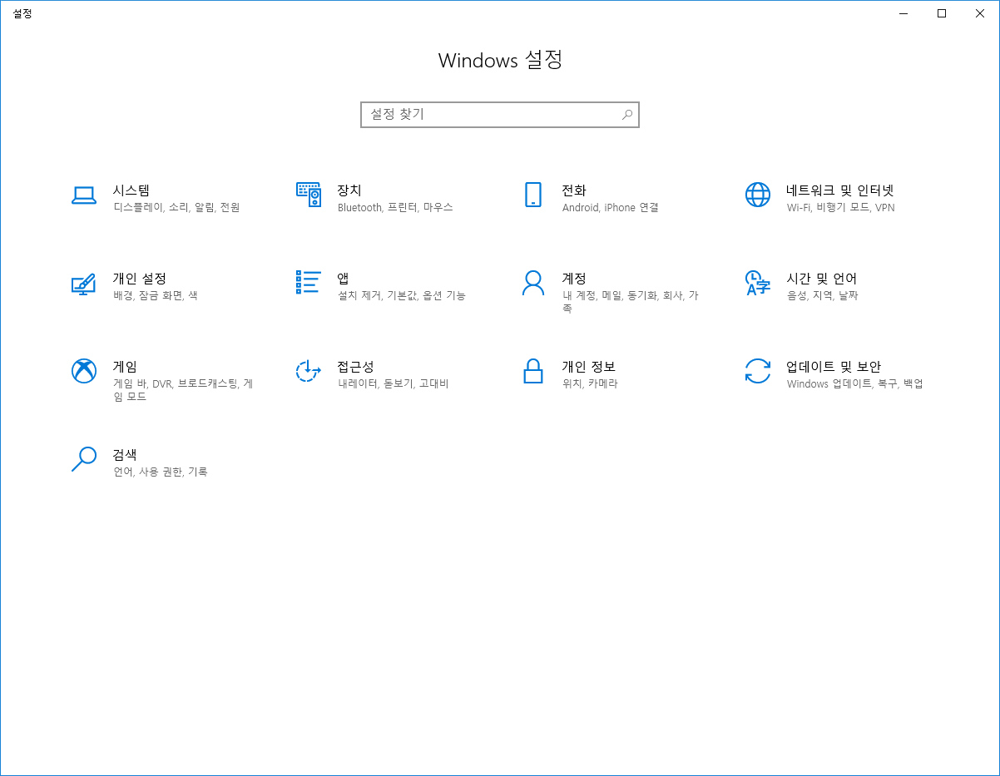 설정
Windows 설정
설정 찾기
시스템
디스플레이, 소리, 알림, 전원
장치
Bluetooth, 프린터, 마우스
전화
Android, iPhone 연결
네트워크 및 인터넷
Wi-Fi, 비행기 모드, VPN
개인 설정
배경, 잠금 화면, 색
앱
설치 제거, 기본값, 옵션 기능
계정
내 계정, 메일, 동기화, 회사, 가
족
시간 및 언어
음성, 지역, 날짜
게임
게임 바, DVR, 브로드캐스팅, 게
임 모드
접근성
내레이터, 돋보기, 고대비
개인 정보
위치, 카메라
업데이트 및 보안
Windows 업데이트, 복구, 백업
검색
언어, 사용 권한, 기록